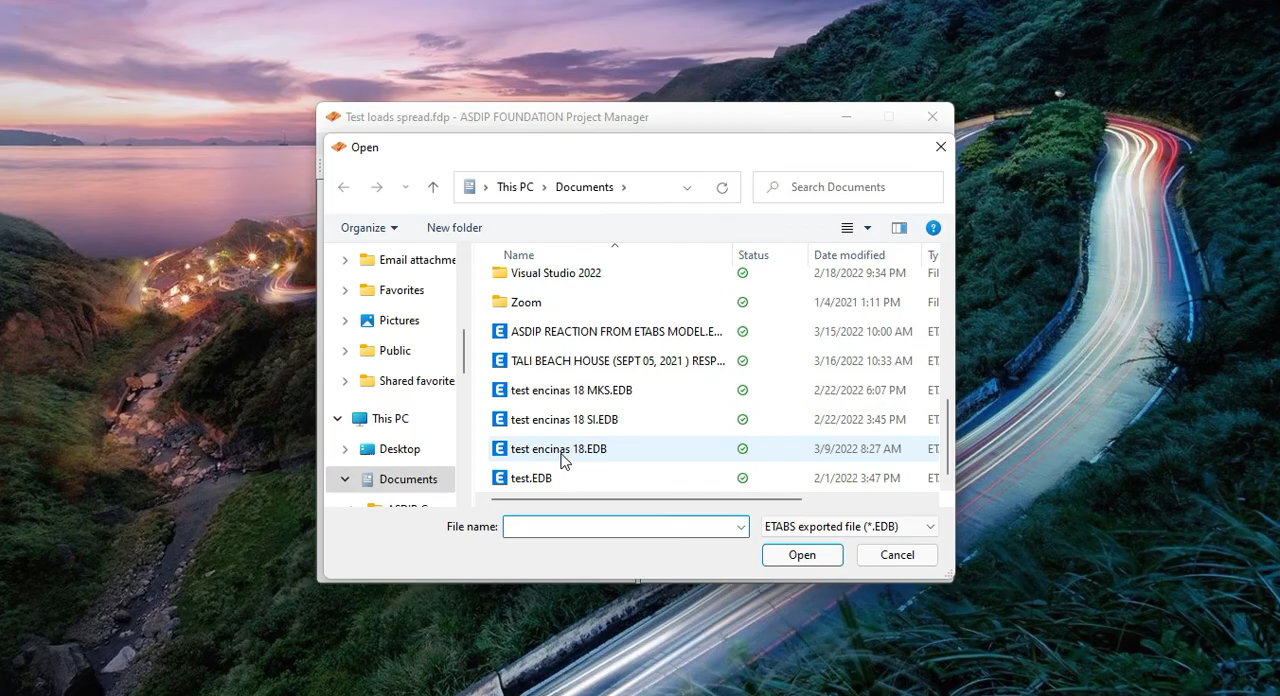 Test loads spread.fdp - ASDIP FOUNDATION Project Manager
Open
This PC Documents
Search Documents
Organize New folder
Name Status Date modified Ty
Email attachme
Favorites
Pictures
Public
Shared favorite
This PC
Desktop
Documents
Visual Studio 2022 2/18/2022 9:34 PM Fil
Zoom 1/4/2021 1:11 PM Fil
ASDIP REACTION FROM ETABS MODEL.E... 3/15/2022 10:00 AM ET
TALI BEACH HOUSE (SEPT 05, 2021 ) RESP... 3/16/2022 10:33 AM ET
test encinas 18 MKS.EDB 2/22/2022 6:07 PM ET
test encinas 18 SI.EDB 2/22/2022 3:45 PM ET
test encinas 18.EDB 3/9/2022 8:27 AM ET
test.EDB 2/1/2022 3:47 PM ET
File name: ETABS exported file (*.EDB)
Open Cancel